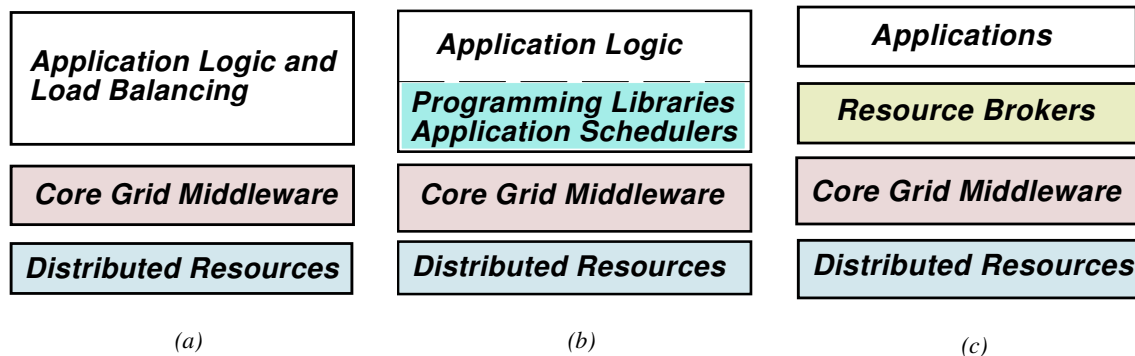 Application Logic and
Load Balancing
Core Grid Middleware
Distributed Resources
(a)
Application Logic
Programming Libraries
Application Schedulers
Core Grid Middleware
Distributed Resources
(b)
Applications
Resource Brokers
Core Grid Middleware
Distributed Resources
(c)